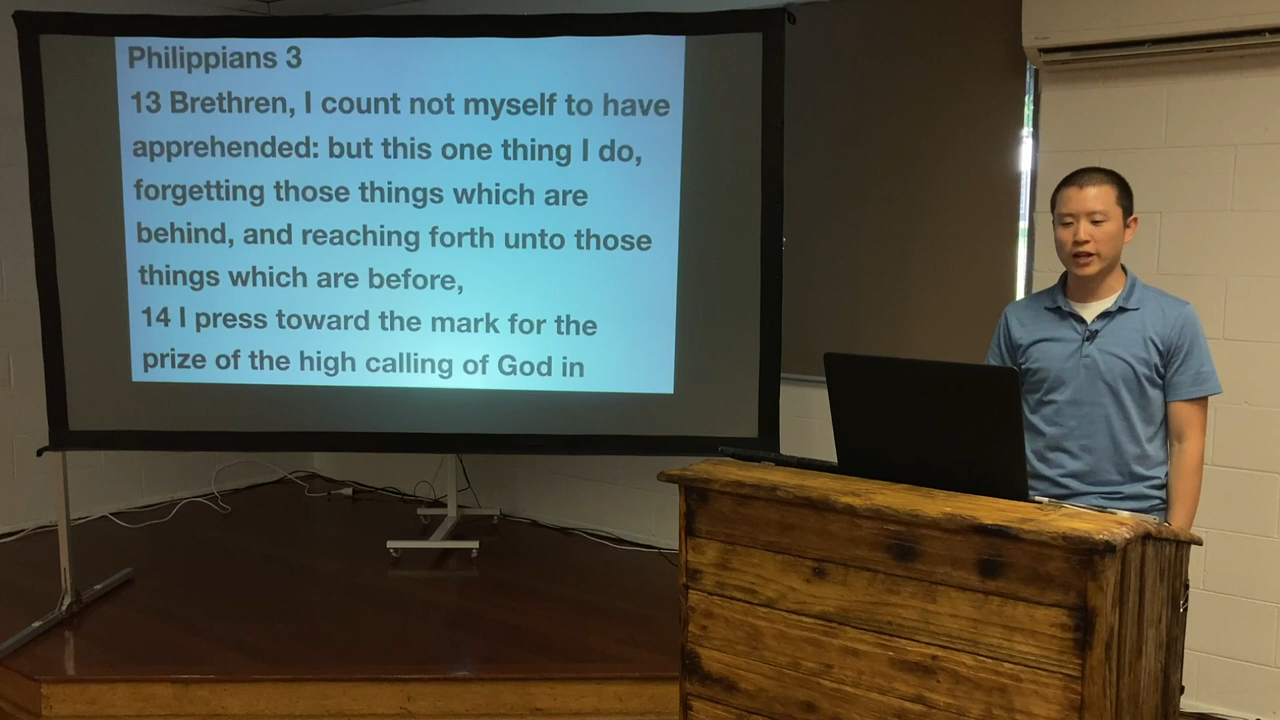 Philippians 3
13 Brethren, I count not myself to have
apprehended: but this one thing I do,
forgetting those things which are
behind, and reaching forth unto those
things which are before,
14 I press toward the mark for the
prize of the high calling of God in